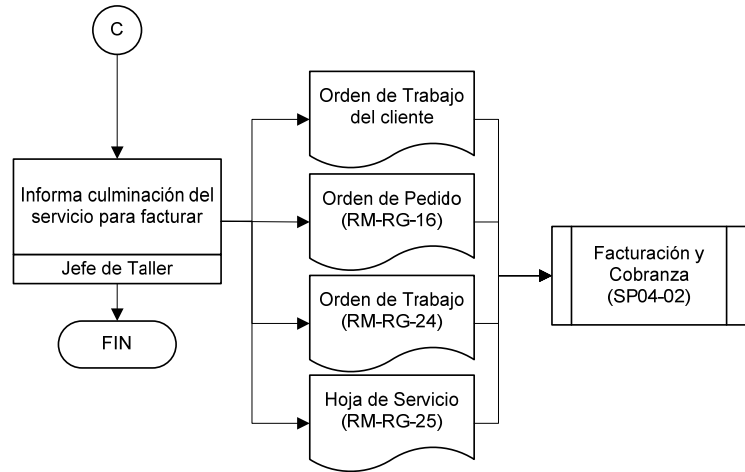 C
Informa culminación del
servicio para facturar
Jefe de Taller
FIN
Orden de Trabajo
del cliente
Orden de Pedido
(RM-RG-16)
Orden de Trabajo
(RM-RG-24)
Hoja de Servicio
(RM-RG-25)
Facturación y
Cobranza
(SP04-02)